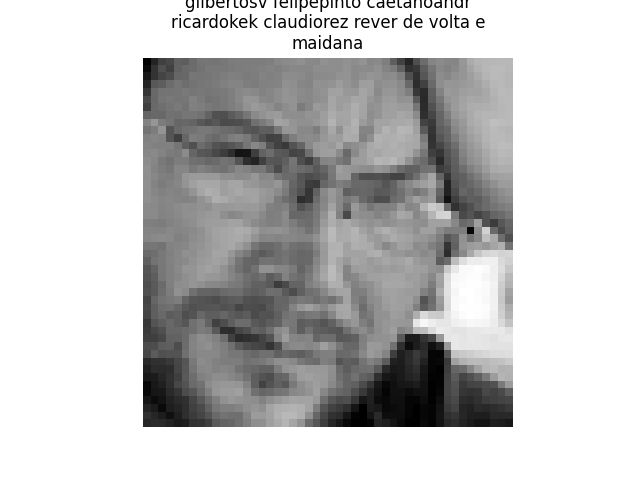 gilbertosv felipepinto caetanoandr
ricardokek claudiorez rever de volta e
maidana